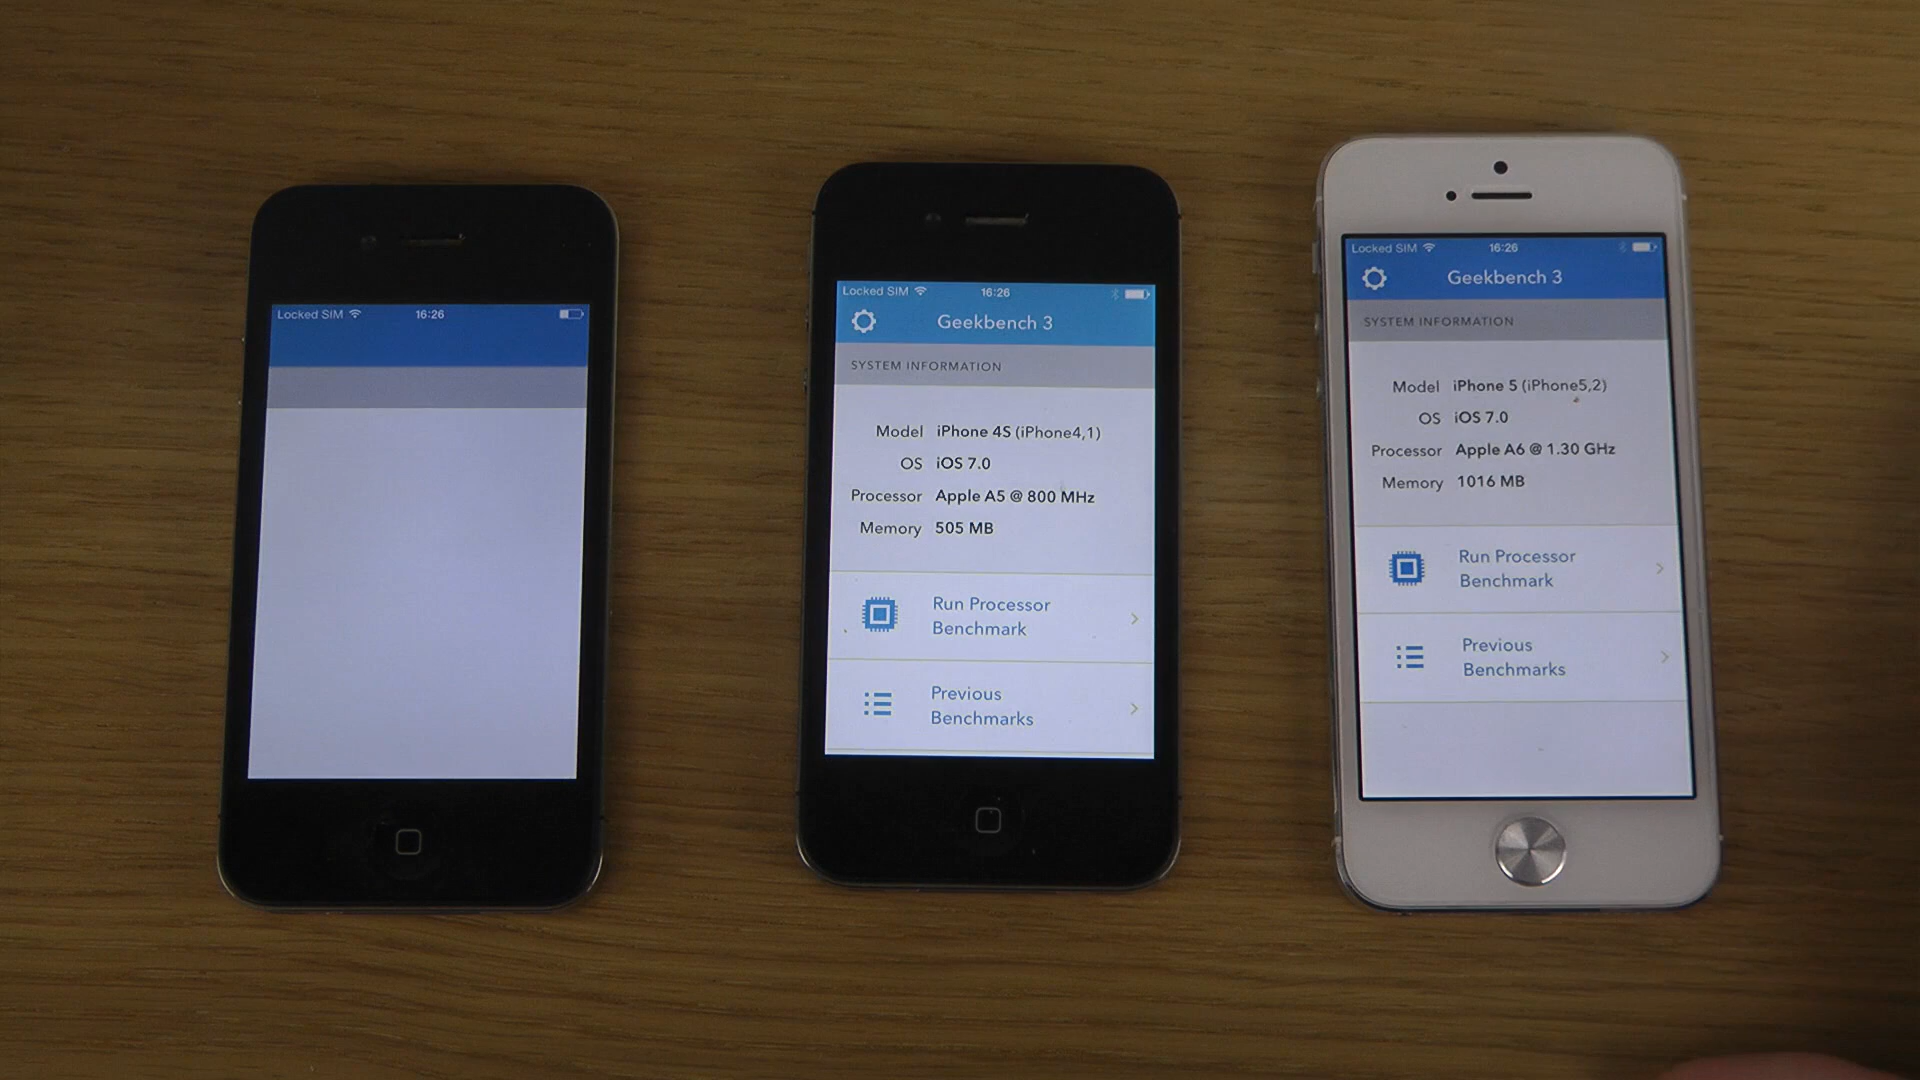 Locked SIM 16:26
Locked SIM 16:26
Geekbench 3
SYSTEM INFORMATION
Model iPhone 4S (iPhone4,1)
OS iOS 7.0
Processor Apple A5 @ 800 MHz
Memory 505 MB
Run Processor
Benchmark
Previous
Benchmarks
Locked SIM 16:26
Geekbench 3
SYSTEM INFORMATION
Model iPhone 5 (iPhone5,2)
OS iOS 7.0
Processor Apple A6 @ 1.30 GHz
Memory 1016 MB
Run Processor
Benchmark
Previous
Benchmarks